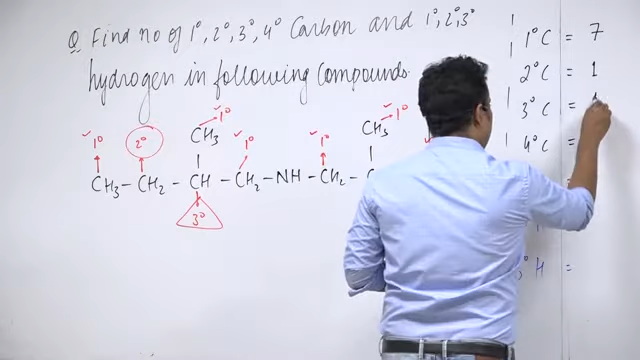 Q. Find no of 1°, 2°, 3°, 4° Carbon and 1°, 2°, 3°
hydrogen in following Compounds.
1° C = 7
2° C = 1
3° C =
4° C =
° H =
✓1° 2° 1° CH3 ✓1° ✓1° CH3 1°
CH3 - CH2 - CH - CH2 - NH - CH2 -
3°